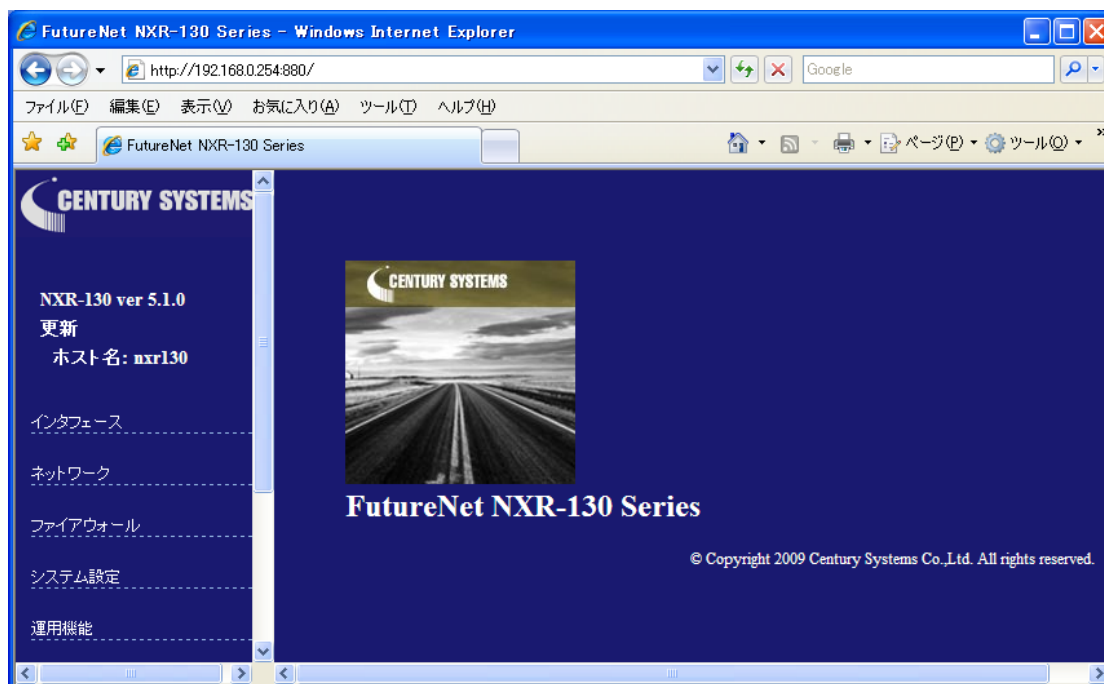 FutureNet NXR-130 Series - Windows Internet Explorer
http://192.168.0.254:880/
Google
ファイル(F) 編集(E) 表示(V) お気に入り(A) ツール(T) ヘルプ(H)
FutureNet NXR-130 Series
ページ(P) ツール(O)
CENTURY SYSTEMS
NXR-130 ver 5.1.0
更新
ホスト名: nxr130
インタフェース
ネットワーク
ファイアウォール
システム設定
運用機能
CENTURY SYSTEMS
FutureNet NXR-130 Series
© Copyright 2009 Century Systems Co.,Ltd. All rights reserved.